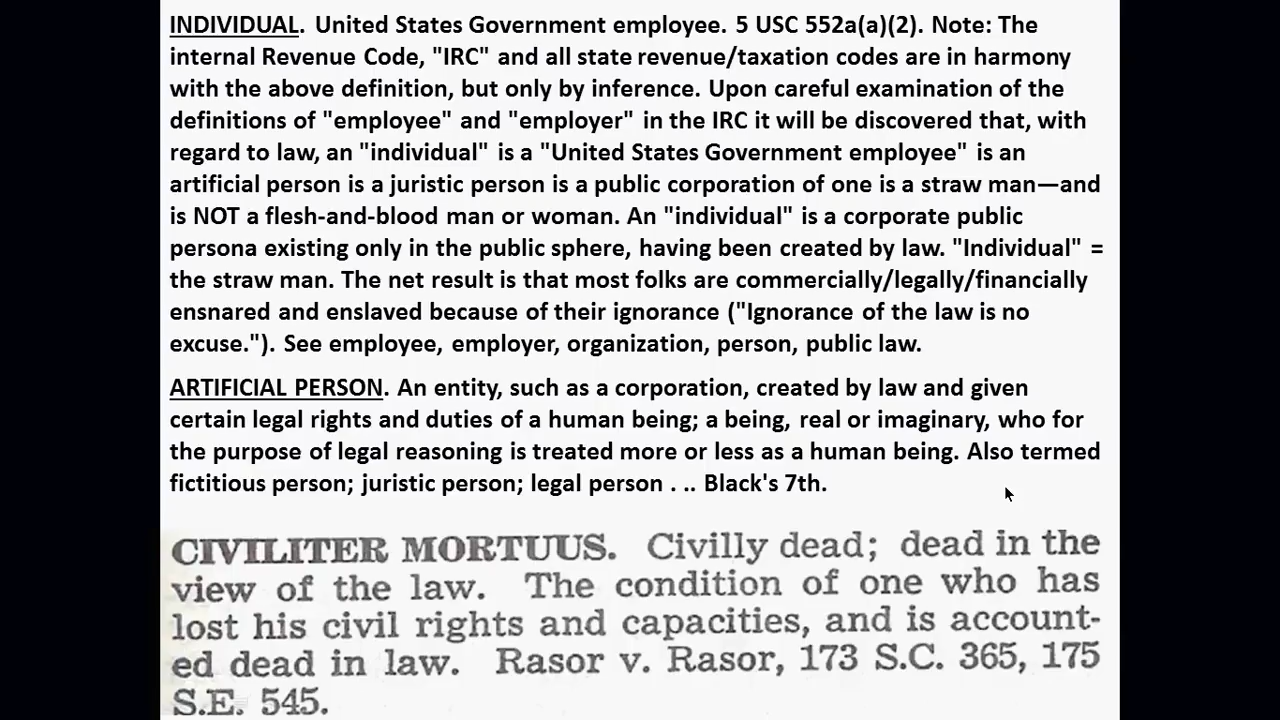 INDIVIDUAL. United States Government employee. 5 USC 552a(a)(2). Note: The
internal Revenue Code, "IRC" and all state revenue/taxation codes are in harmony
with the above definition, but only by inference. Upon careful examination of the
definitions of "employee" and "employer" in the IRC it will be discovered that, with
regard to law, an "individual" is a "United States Government employee" is an
artificial person is a juristic person is a public corporation of one is a straw man—and
is NOT a flesh-and-blood man or woman. An "individual" is a corporate public
persona existing only in the public sphere, having been created by law. "Individual" =
the straw man. The net result is that most folks are commercially/legally/financially
ensnared and enslaved because of their ignorance ("Ignorance of the law is no
excuse."). See employee, employer, organization, person, public law.
ARTIFICIAL PERSON. An entity, such as a corporation, created by law and given
certain legal rights and duties of a human being; a being, real or imaginary, who for
the purpose of legal reasoning is treated more or less as a human being. Also termed
fictitious person; juristic person; legal person . .. Black's 7th.
CIVILITER MORTUUS. Civilly dead; dead in the
view of the law. The condition of one who has
lost his civil rights and capacities, and is account-
ed dead in law. Rasor v. Rasor, 173 S.C. 365, 175
S.E. 545.